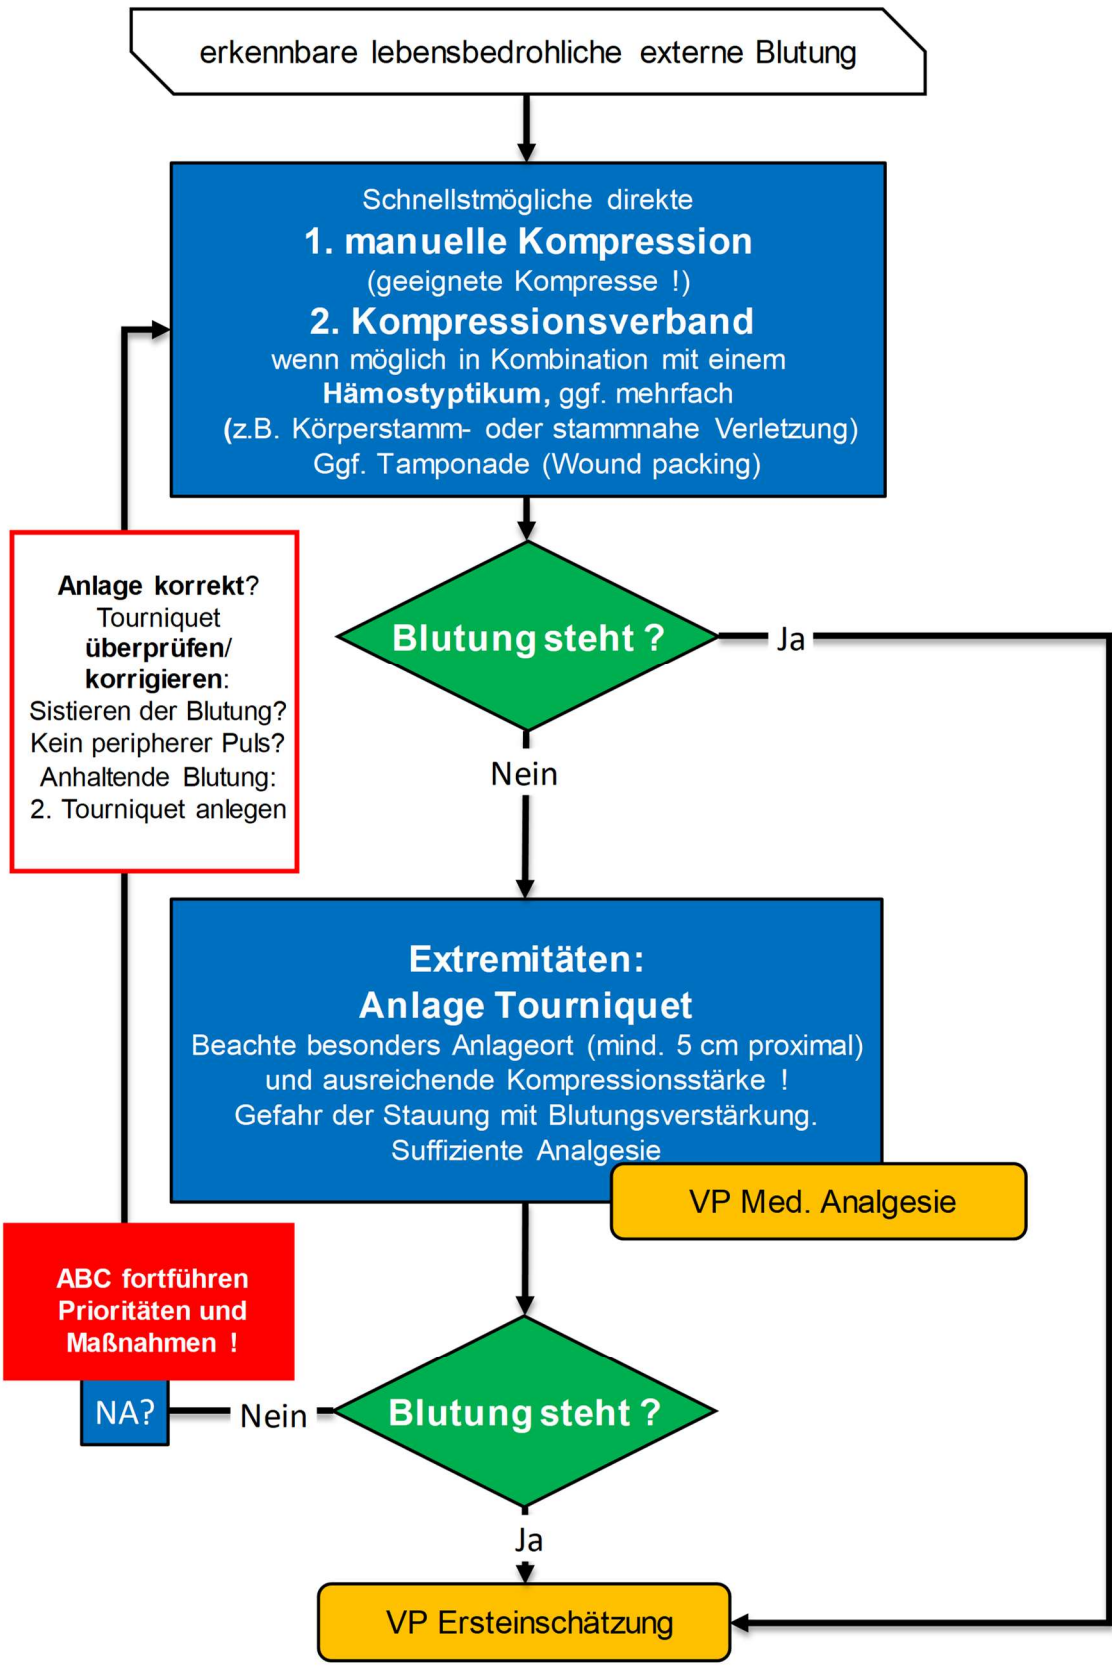 erkennbare lebensbedrohliche externe Blutung
Schnellstmögliche direkte
1. manuelle Kompression
(geeignete Kompresse !)
2. Kompressionsverband
wenn möglich in Kombination mit einem
Hämostyptikum, ggf. mehrfach
(z.B. Körperstamm- oder stammnahe Verletzung)
Ggf. Tamponade (Wound packing)
Blutung steht ?
Ja
Nein
Anlage korrekt?
Tourniquet
überprüfen/
korrigieren:
Sistieren der Blutung?
Kein peripherer Puls?
Anhaltende Blutung:
2. Tourniquet anlegen
Extremitäten:
Anlage Tourniquet
Beachte besonders Anlageort (mind. 5 cm proximal)
und ausreichende Kompressionsstärke !
Gefahr der Stauung mit Blutungsverstärkung.
Suffiziente Analgesie
VP Med. Analgesie
ABC fortführen
Prioritäten und
Maßnahmen !
NA?
Nein
Blutung steht ?
Ja
VP Ersteinschätzung